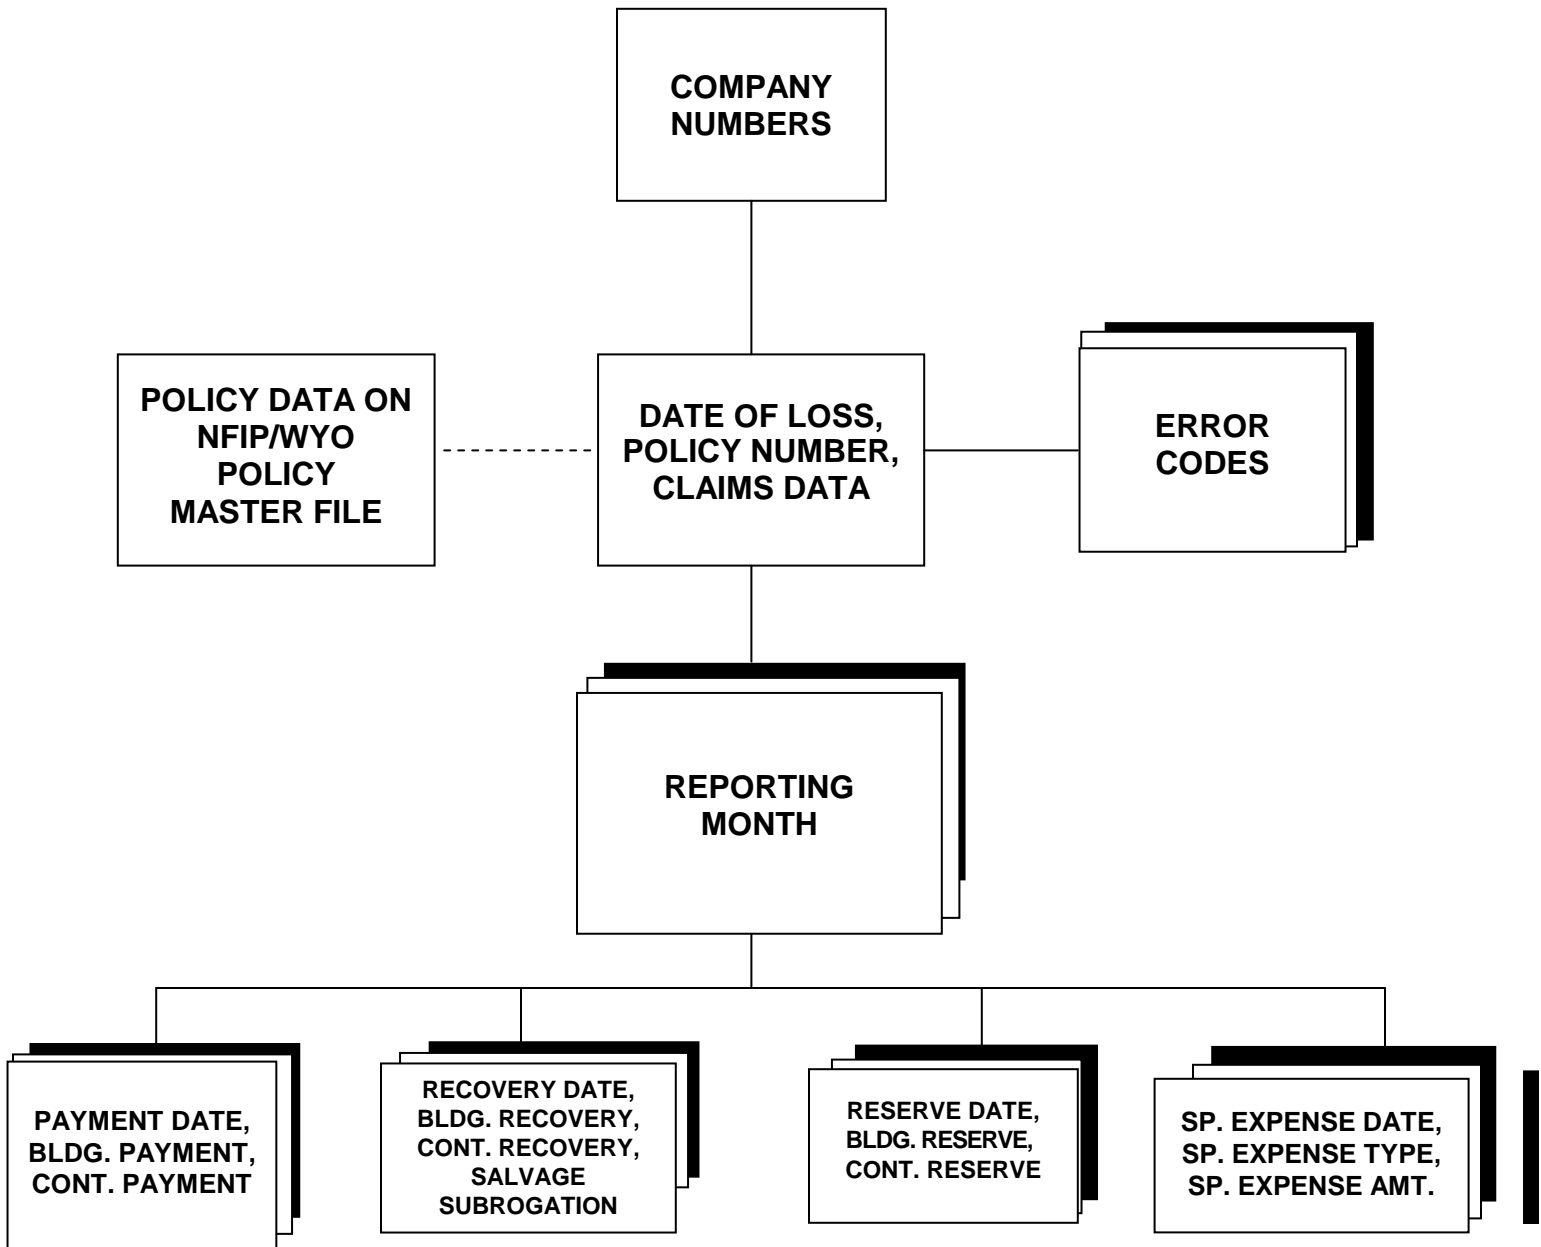 COMPANY
NUMBERS
POLICY DATA ON
NFIP/WYO
POLICY
MASTER FILE
DATE OF LOSS,
POLICY NUMBER,
CLAIMS DATA
ERROR
CODES
REPORTING
MONTH
PAYMENT DATE,
BLDG. PAYMENT,
CONT. PAYMENT
RECOVERY DATE,
BLDG. RECOVERY,
CONT. RECOVERY,
SALVAGE
SUBROGATION
RESERVE DATE,
BLDG. RESERVE,
CONT. RESERVE
SP. EXPENSE DATE,
SP. EXPENSE TYPE,
SP. EXPENSE AMT.